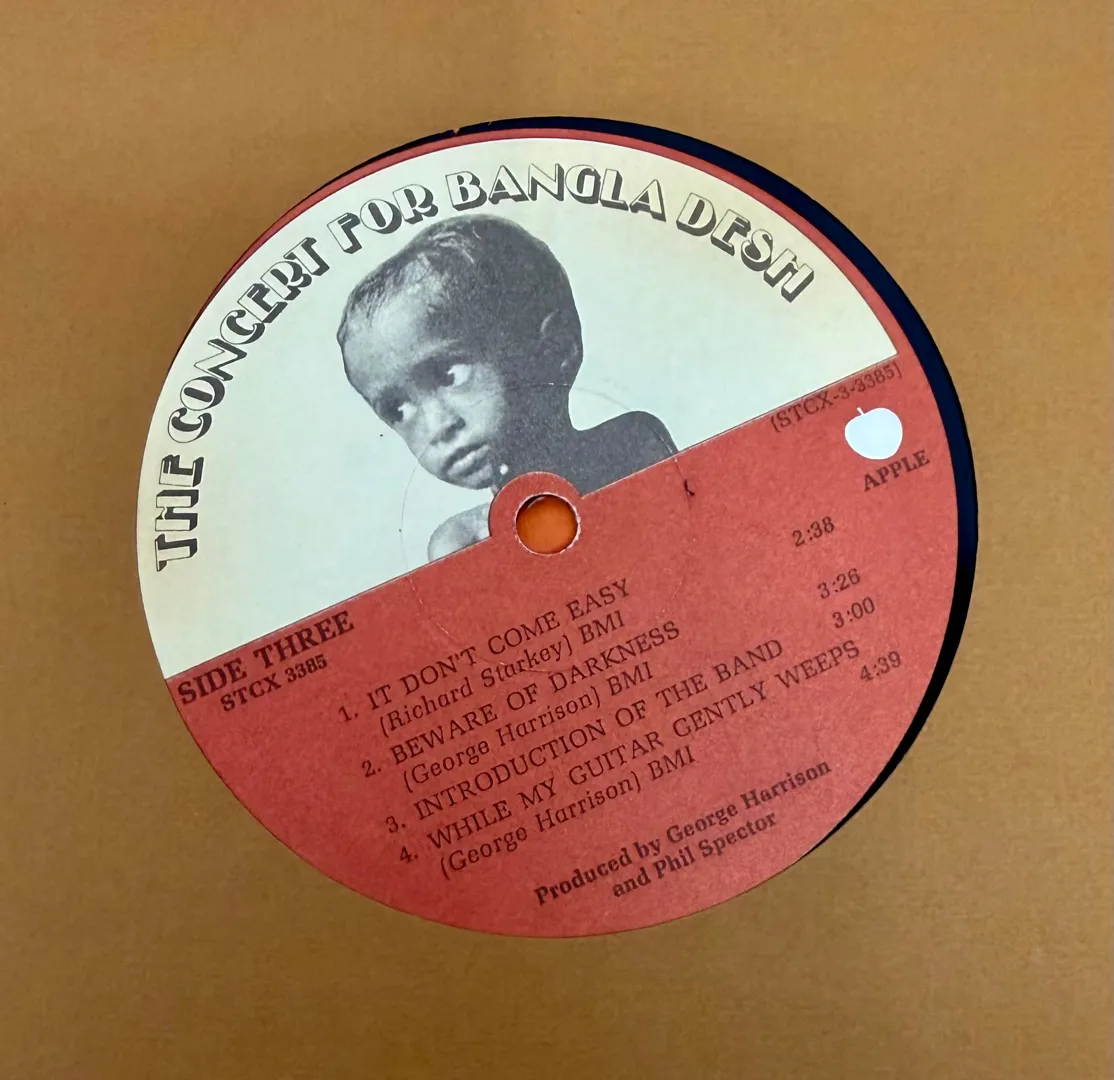 THE CONCERT FOR BANGLA DESH
(STCX-3-3385)
APPLE
SIDE THREE
STCX 3385
1. IT DON'T COME EASY 2:38
(Richard Starkey) BMI
2. BEWARE OF DARKNESS 3:26
(George Harrison) BMI
3. INTRODUCTION OF THE BAND 3:00
4. WHILE MY GUITAR GENTLY WEEPS 4:39
(George Harrison) BMI
Produced by George Harrison
and Phil Spector